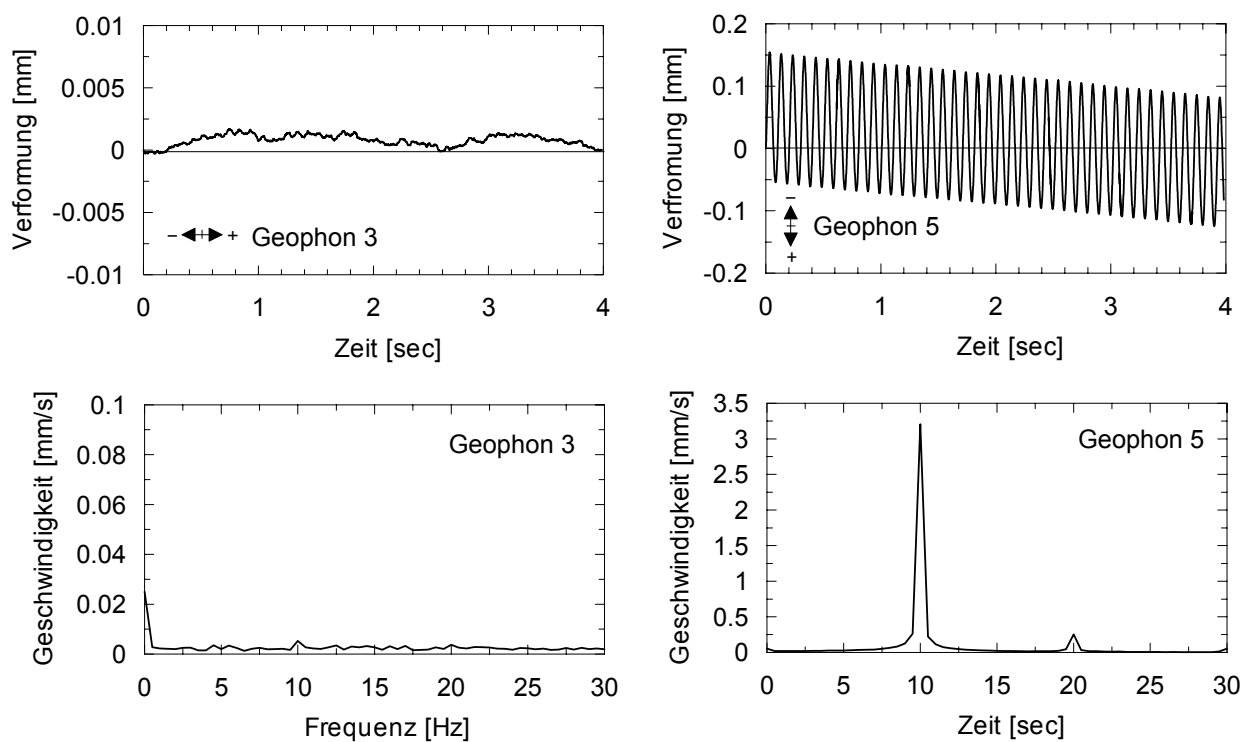 Verformung [mm]
0.01
0.005
0
-0.005
-0.01
– + Geophon 3
0 1 2 3 4
Zeit [sec]
Verfromung [mm]
0.2
0.1
0
-0.1
-0.2
–
+
Geophon 5
0 1 2 3 4
Zeit [sec]
Geschwindigkeit [mm/s]
0.1
0.08
0.06
0.04
0.02
0
Geophon 3
0 5 10 15 20 25 30
Frequenz [Hz]
Geschwindigkeit [mm/s]
3.5
3
2.5
2
1.5
1
0.5
0
Geophon 5
0 5 10 15 20 25 30
Zeit [sec]